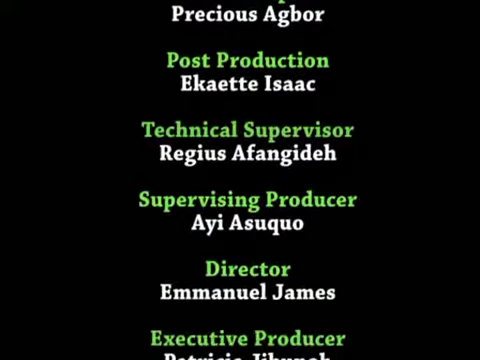 Precious Agbor
Post Production
Ekaette Isaac
Technical Supervisor
Regius Afangideh
Supervising Producer
Ayi Asuquo
Director
Emmanuel James
Executive Producer